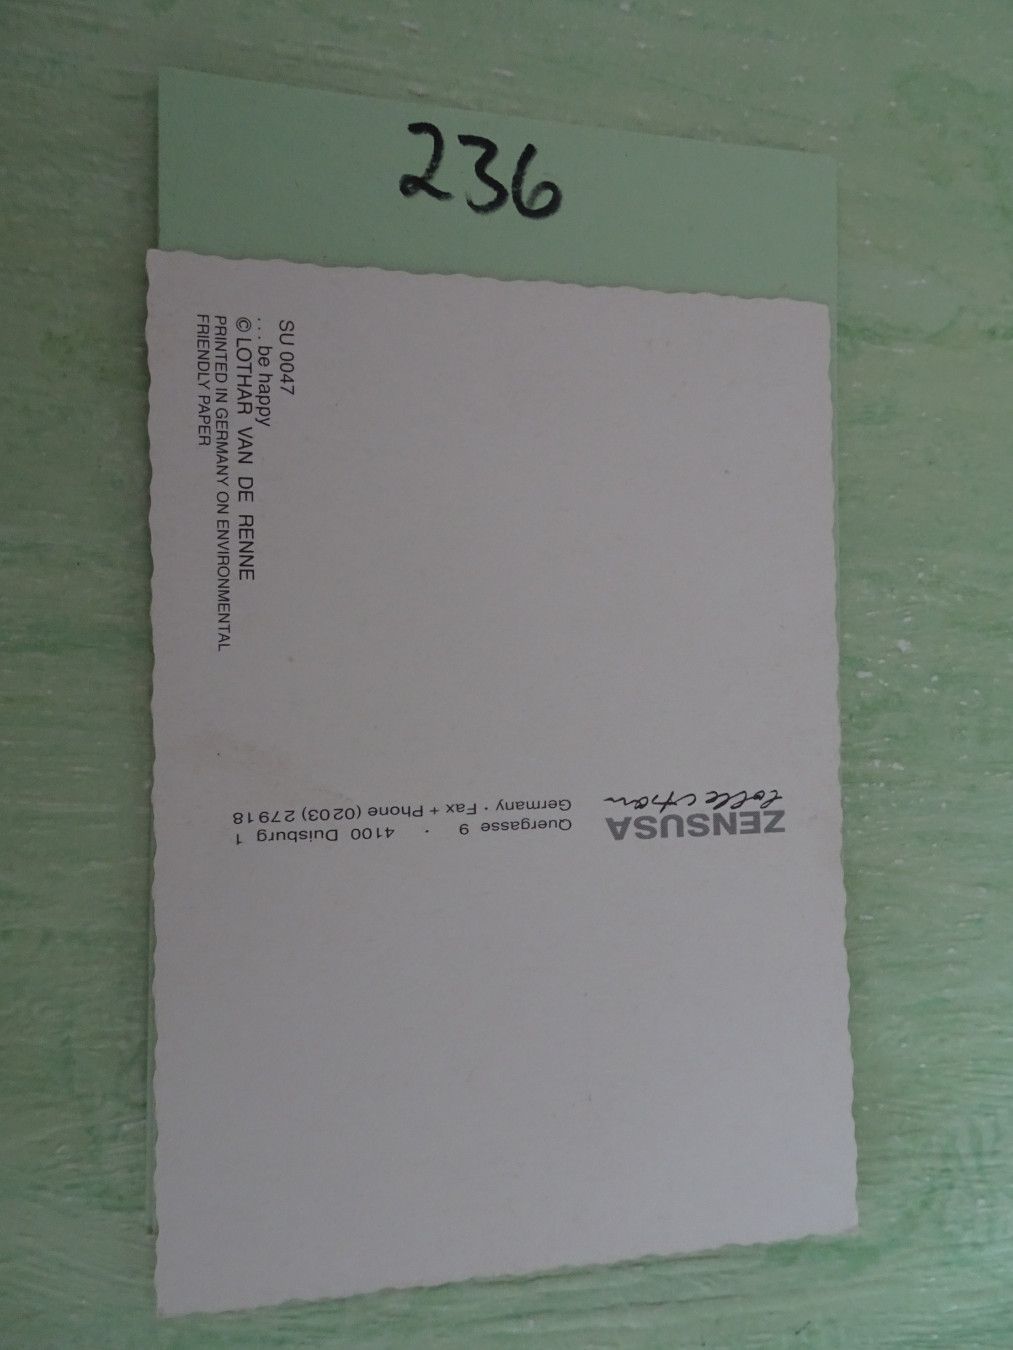 236
SU 0047
. . . be happy
© LOTHAR VAN DE RENNE
PRINTED IN GERMANY ON ENVIRONMENTAL
FRIENDLY PAPER
ZENSUSA
collection
Quergasse 9 · 4100 Duisburg 1
Germany · Fax + Phone (0203) 27918